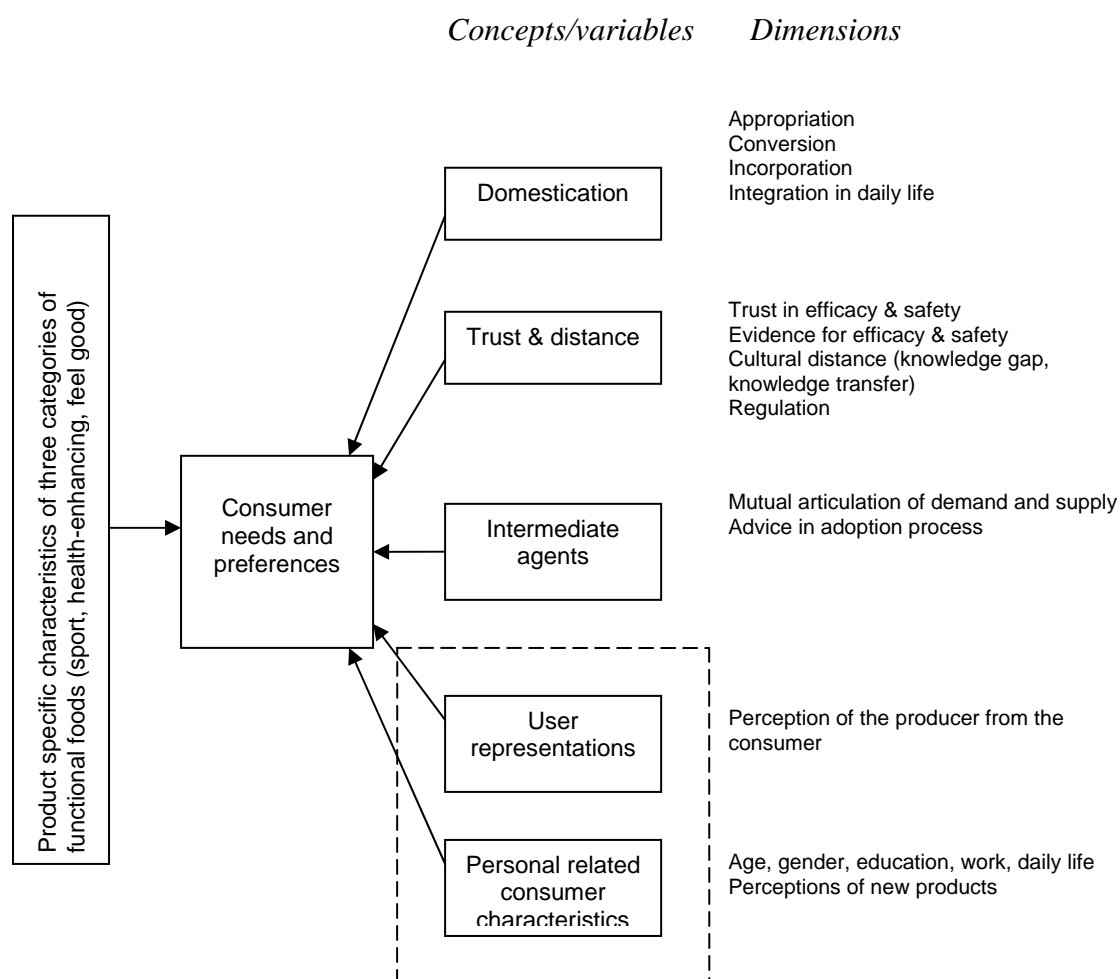 Concepts/variables Dimensions
Appropriation
Conversion
Incorporation
Integration in daily life
Domestication
Trust in efficacy & safety
Evidence for efficacy & safety
Cultural distance (knowledge gap,
knowledge transfer)
Regulation
Trust & distance
Product specific characteristics of three categories of
functional foods (sport, health-enhancing, feel good)
Consumer
needs and
preferences
Mutual articulation of demand and supply
Advice in adoption process
Intermediate
agents
User
representations
Perception of the producer from the
consumer
Personal related
consumer
characteristics
Age, gender, education, work, daily life
Perceptions of new products